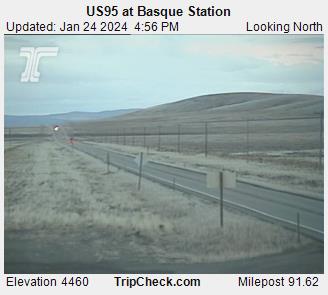 US95 at Basque Station
Updated: Jan 24 2024  4:56 PM Looking North
Elevation 4460 TripCheck.com Milepost 91.62